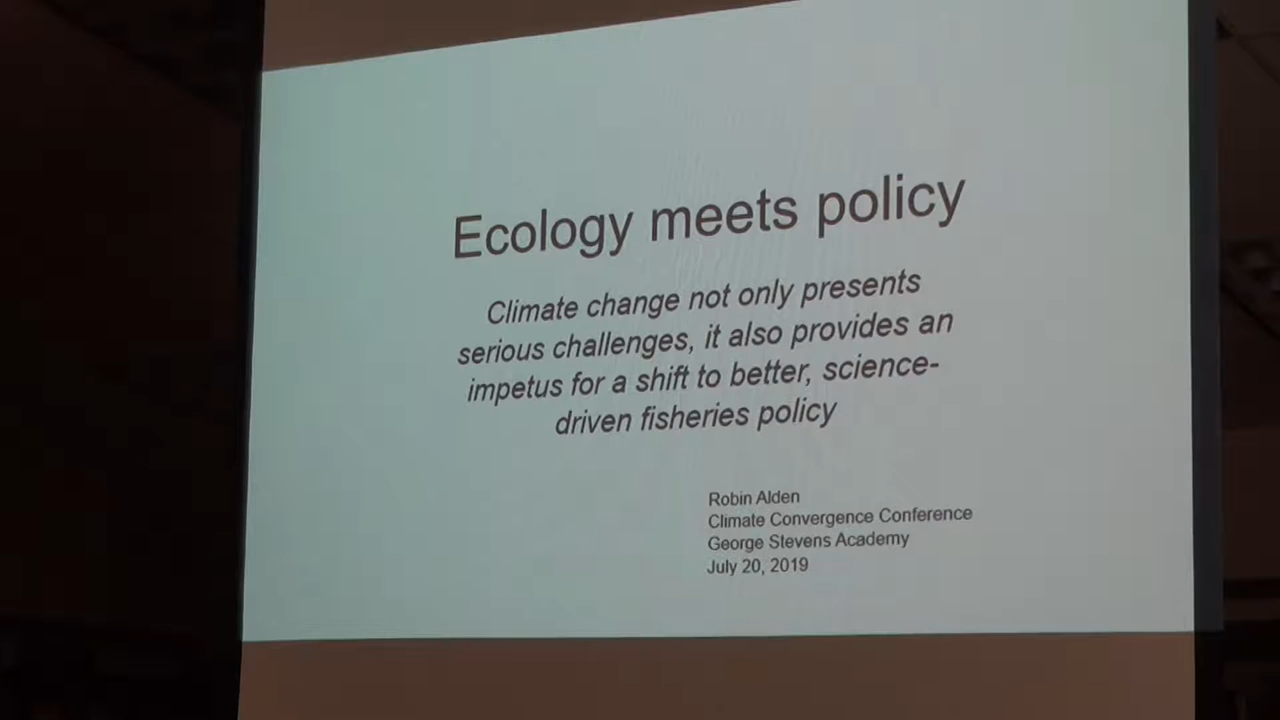 Ecology meets policy
Climate change not only presents
serious challenges, it also provides an
impetus for a shift to better, science-
driven fisheries policy
Robin Alden
Climate Convergence Conference
George Stevens Academy
July 20, 2019